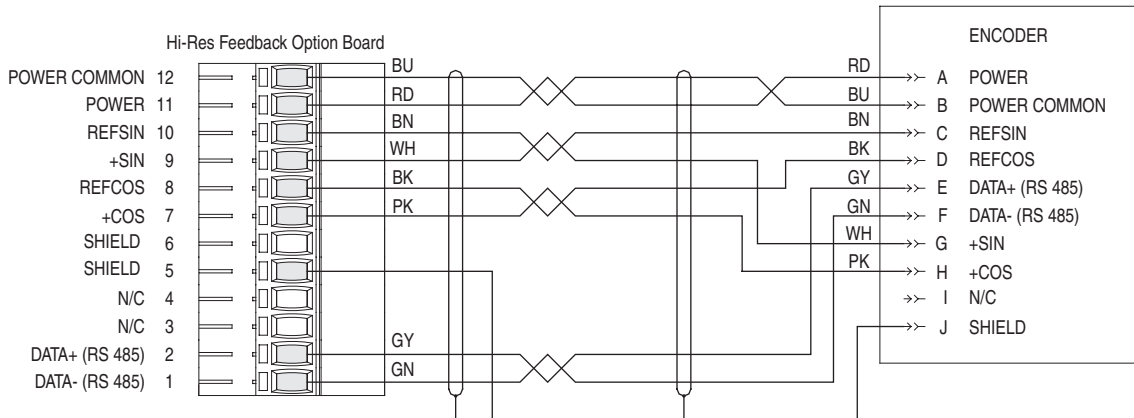 Hi-Res Feedback Option Board
POWER COMMON 12
POWER 11
REFSIN 10
+SIN 9
REFCOS 8
+COS 7
SHIELD 6
SHIELD 5
N/C 4
N/C 3
DATA+ (RS 485) 2
DATA- (RS 485) 1
BU
RD
BN
WH
BK
PK
GY
GN
RD
BU
BN
BK
GY
GN
WH
PK
ENCODER
A POWER
B POWER COMMON
C REFSIN
D REFCOS
E DATA+ (RS 485)
F DATA- (RS 485)
G +SIN
H +COS
I N/C
J SHIELD